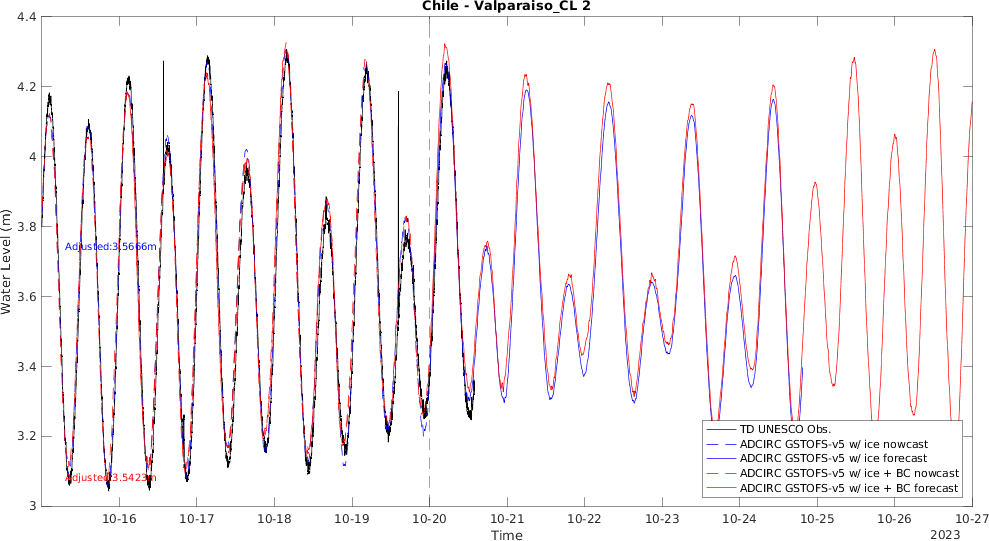 Chile - Valparaiso_CL 2
4.4
4.2
4
3.8
3.6
3.4
3.2
3
Water Level (m)
Adjusted:3.5666m
Adjusted:3.5423m
TD UNESCO Obs.
ADCIRC GSTOFS-v5 w/ ice nowcast
ADCIRC GSTOFS-v5 w/ ice forecast
ADCIRC GSTOFS-v5 w/ ice + BC nowcast
ADCIRC GSTOFS-v5 w/ ice + BC forecast
10-16 10-17 10-18 10-19 10-20 10-21 10-22 10-23 10-24 10-25 10-26 10-27
Time
2023